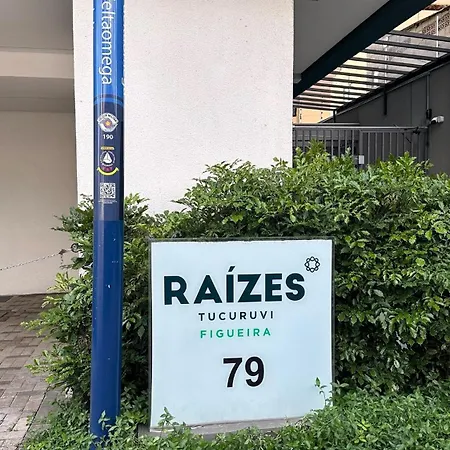 eltaomega
190
RAÍZES
TUCURUVI
FIGUEIRA
79